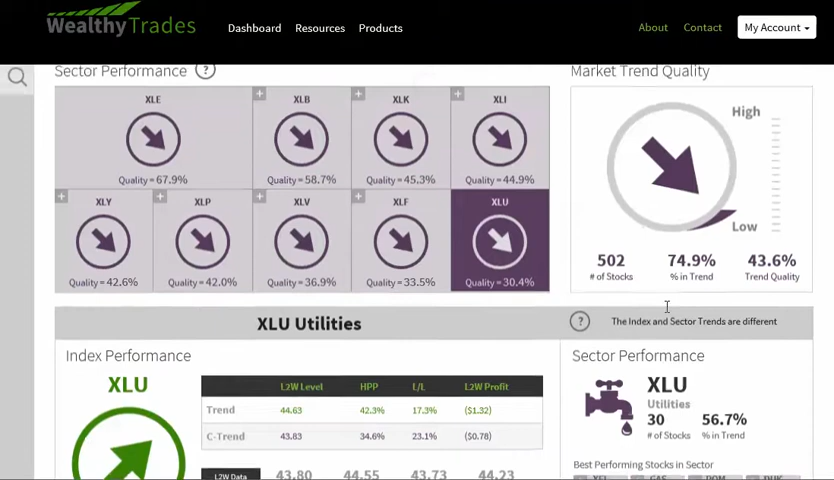 WealthyTrades
Dashboard Resources Products
About Contact My Account
Sector Performance ?
Market Trend Quality
XLE XLB XLK XLI
Quality = 67.9% Quality = 58.7% Quality = 45.3% Quality = 44.9%
XLY XLP XLV XLF XLU
Quality = 42.6% Quality = 42.0% Quality = 36.9% Quality = 33.5% Quality = 30.4%
High
Low
502 74.9% 43.6%
# of Stocks % in Trend Trend Quality
XLU Utilities
? The Index and Sector Trends are different
Index Performance
XLU
L2W Level HPP L/L L2W Profit
Trend 44.63 42.3% 17.3% ($1.32)
C-Trend 43.83 34.6% 23.1% ($0.78)
L2W Data 43.80 44.55 43.73 44.23
Sector Performance
XLU
Utilities
30 56.7%
# of Stocks % in Trend
Best Performing Stocks in Sector